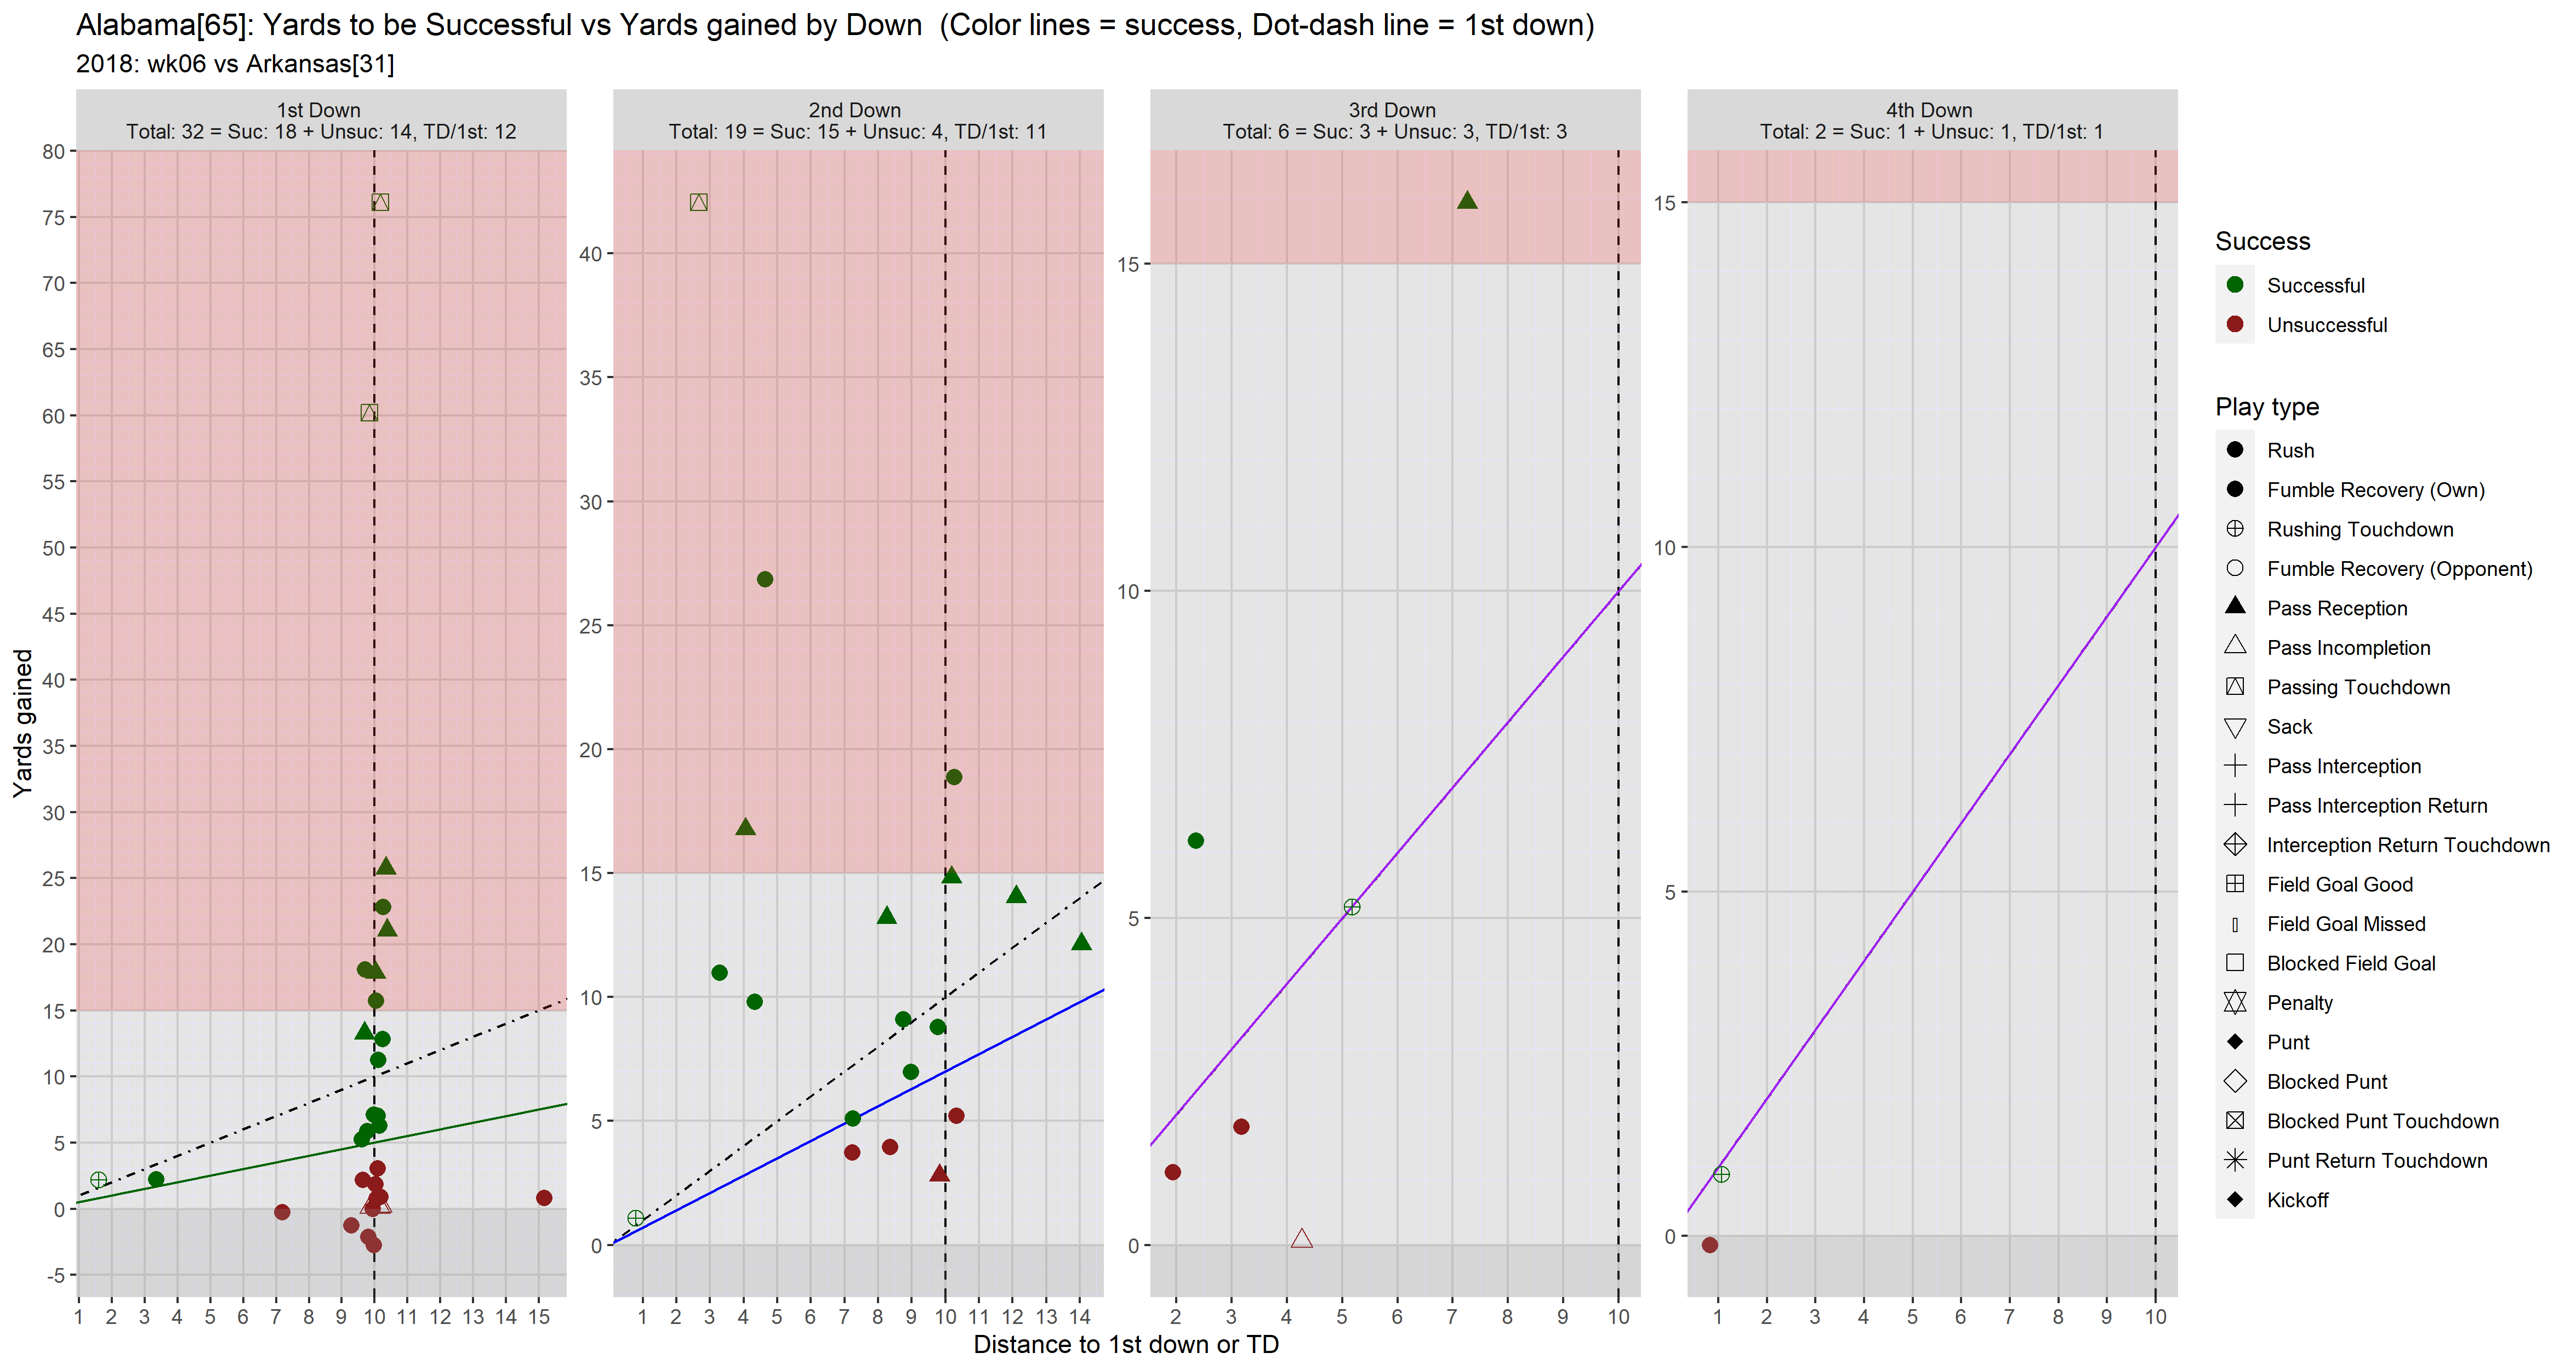 Alabama[65]: Yards to be Successful vs Yards gained by Down  (Color lines = success, Dot-dash line = 1st down)
2018: wk06 vs Arkansas[31]
1st Down
Total: 32 = Suc: 18 + Unsuc: 14, TD/1st: 12
2nd Down
Total: 19 = Suc: 15 + Unsuc: 4, TD/1st: 11
3rd Down
Total: 6 = Suc: 3 + Unsuc: 3, TD/1st: 3
4th Down
Total: 2 = Suc: 1 + Unsuc: 1, TD/1st: 1
Yards gained
80
75
70
65
60
55
50
45
40
35
30
25
20
15
10
5
0
-5
1 2 3 4 5 6 7 8 9 10 11 12 13 14 15
40
35
30
25
20
15
10
5
0
1 2 3 4 5 6 7 8 9 10 11 12 13 14
15
10
5
0
2 3 4 5 6 7 8 9 10
15
10
5
0
1 2 3 4 5 6 7 8 9 10
Distance to 1st down or TD
Success
Successful
Unsuccessful
Play type
Rush
Fumble Recovery (Own)
Rushing Touchdown
Fumble Recovery (Opponent)
Pass Reception
Pass Incompletion
Passing Touchdown
Sack
Pass Interception
Pass Interception Return
Interception Return Touchdown
Field Goal Good
Field Goal Missed
Blocked Field Goal
Penalty
Punt
Blocked Punt
Blocked Punt Touchdown
Punt Return Touchdown
Kickoff